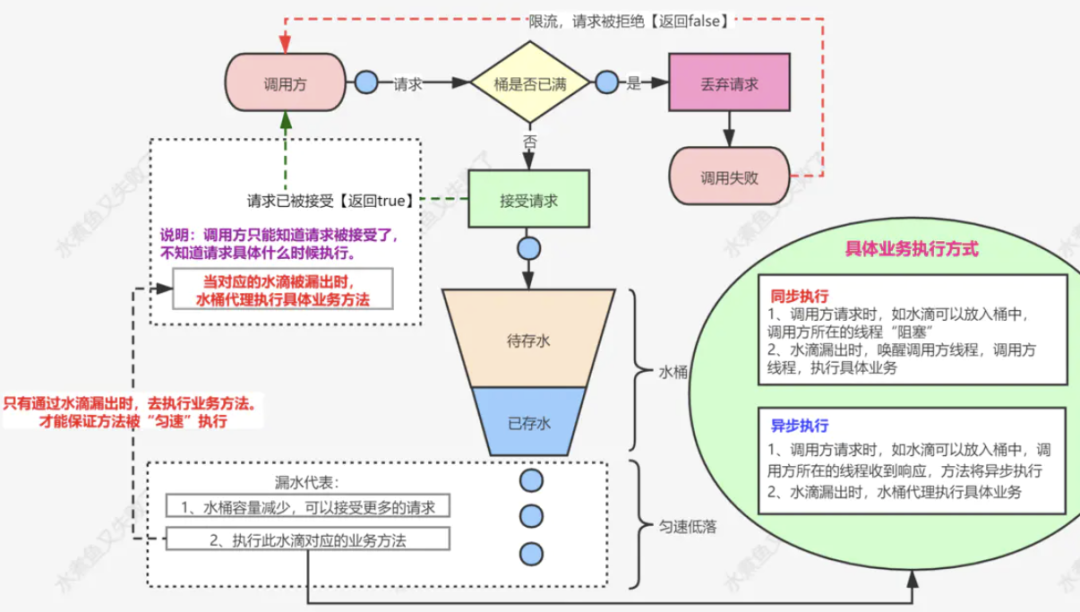 限流，请求被拒绝【返回false】
调用方
请求
桶是否已满
是
丢弃请求
否
调用失败
接受请求
请求已被接受【返回true】
说明：调用方只能知道请求被接受了，
不知道请求具体什么时候执行。
当对应的水滴被漏出时，
水桶代理执行具体业务方法
待存水
已存水
水桶
只有通过水滴漏出时，去执行业务方法。
才能保证方法被“匀速”执行
漏水代表：
1、水桶容量减少，可以接受更多的请求
2、执行此水滴对应的业务方法
匀速低落
具体业务执行方式
同步执行
1、调用方请求时，如水滴可以放入桶中，
调用方所在的线程“阻塞”
2、水滴漏出时，唤醒调用方线程，调用方
线程，执行具体业务
异步执行
1、调用方请求时，如水滴可以放入桶中，调
用方所在的线程收到响应，方法将异步执行
2、水滴漏出时，水桶代理执行具体业务
水煮鱼又失败了
水煮鱼又失败了
水煮鱼又失败了